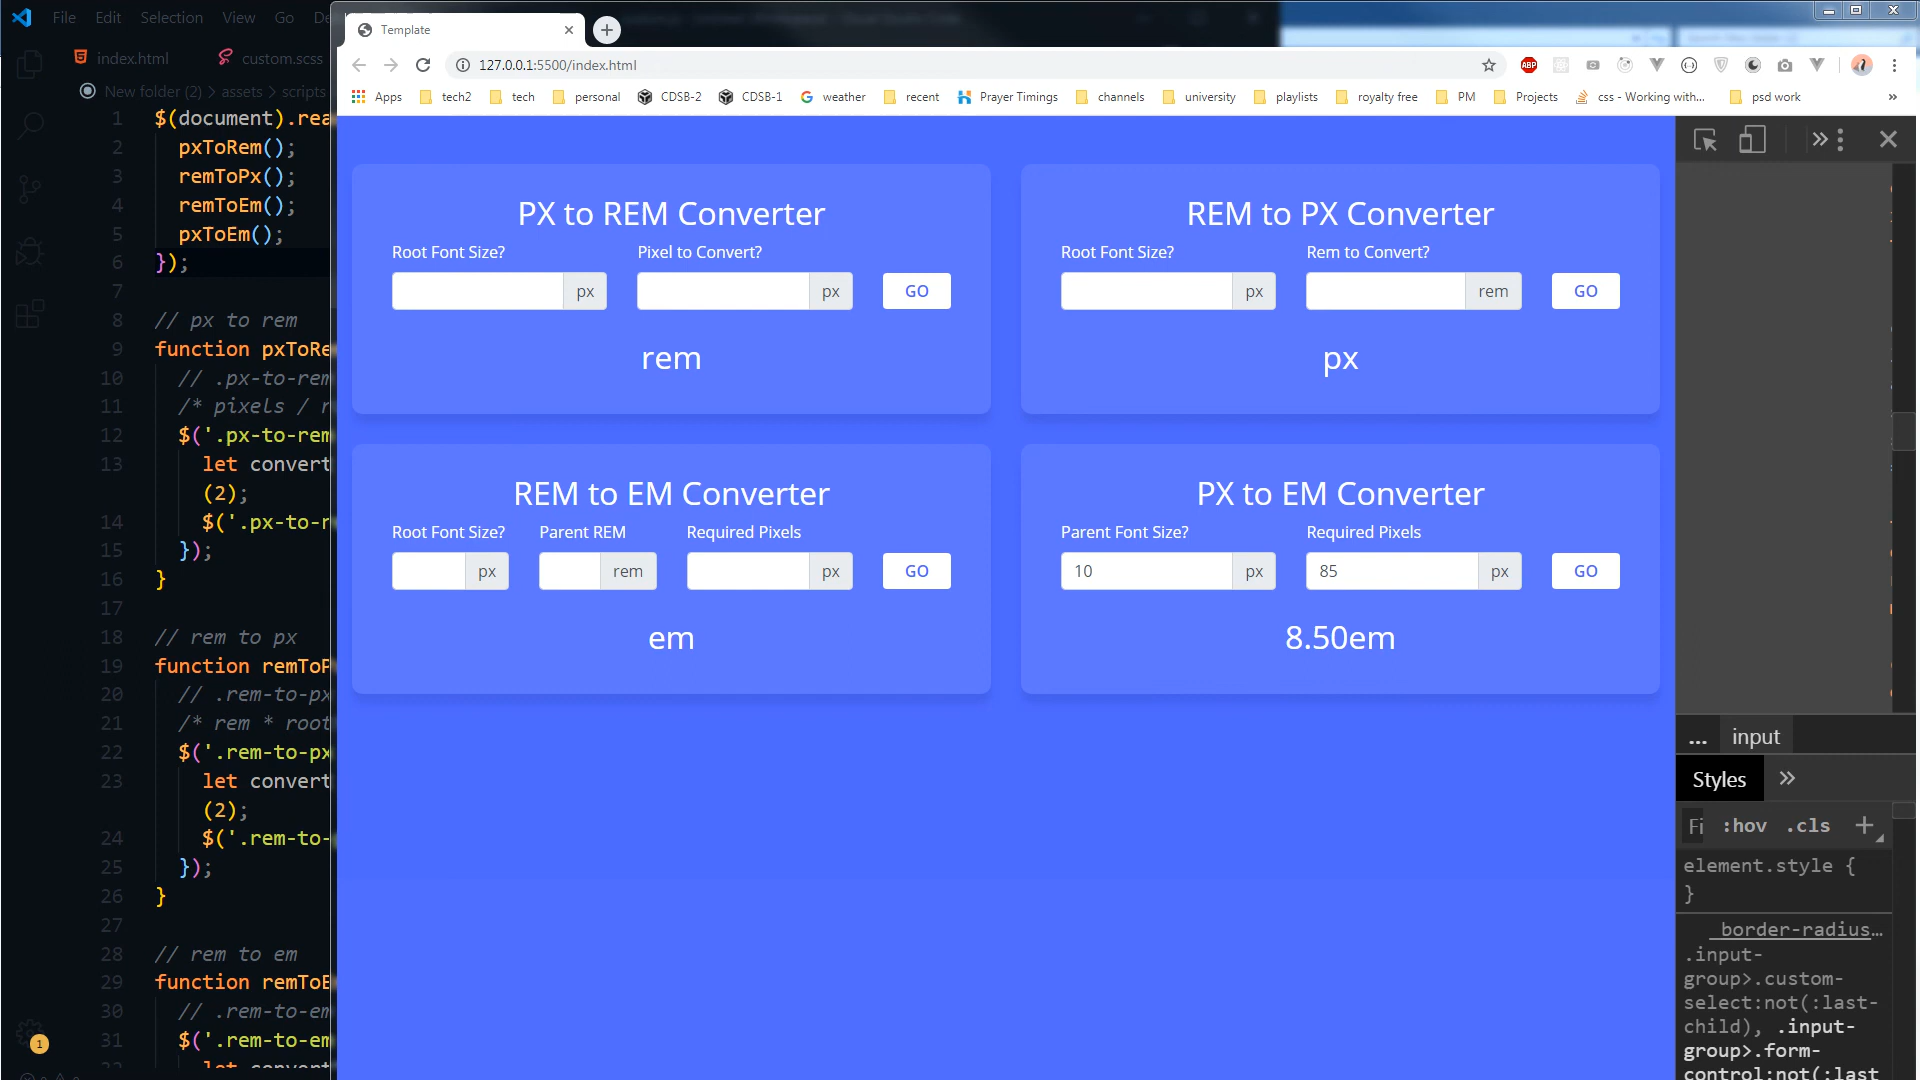 File Edit Selection View Go
Template
index.html
custom.scss
127.0.0.1:5500/index.html
ABP
New folder (2) > assets > scripts
Apps tech2 tech personal CDSB-2 CDSB-1 weather recent Prayer Timings channels university playlists royalty free PM Projects css - Working with... psd work »
1 $(document).rea
2 pxToRem();
3 remToPx();
4 remToEm();
5 pxToEm();
6 });
7
8 // px to rem
9 function pxToRe
10 // .px-to-rem
11 /* pixels / r
12 $('.px-to-rem
13 let convert
(2);
14 $('.px-to-r
15 });
16 }
17
18 // rem to px
19 function remToP
20 // .rem-to-px
21 /* rem * root
22 $('.rem-to-px
23 let convert
(2);
24 $('.rem-to-
25 });
26 }
27
28 // rem to em
29 function remToE
30 // .rem-to-em
31 $('.rem-to-em
let convert
1
PX to REM Converter
Root Font Size? Pixel to Convert?
px px GO
rem
REM to PX Converter
Root Font Size? Rem to Convert?
px rem GO
px
REM to EM Converter
Root Font Size? Parent REM Required Pixels
px rem px GO
em
PX to EM Converter
Parent Font Size? Required Pixels
10 px 85 px GO
8.50em
... input
Styles »
Fi :hov .cls +
element.style {
}
_border-radius…
.input-
group>.custom-
select:not(:last-
child), .input-
group>.form-
control:not(:last